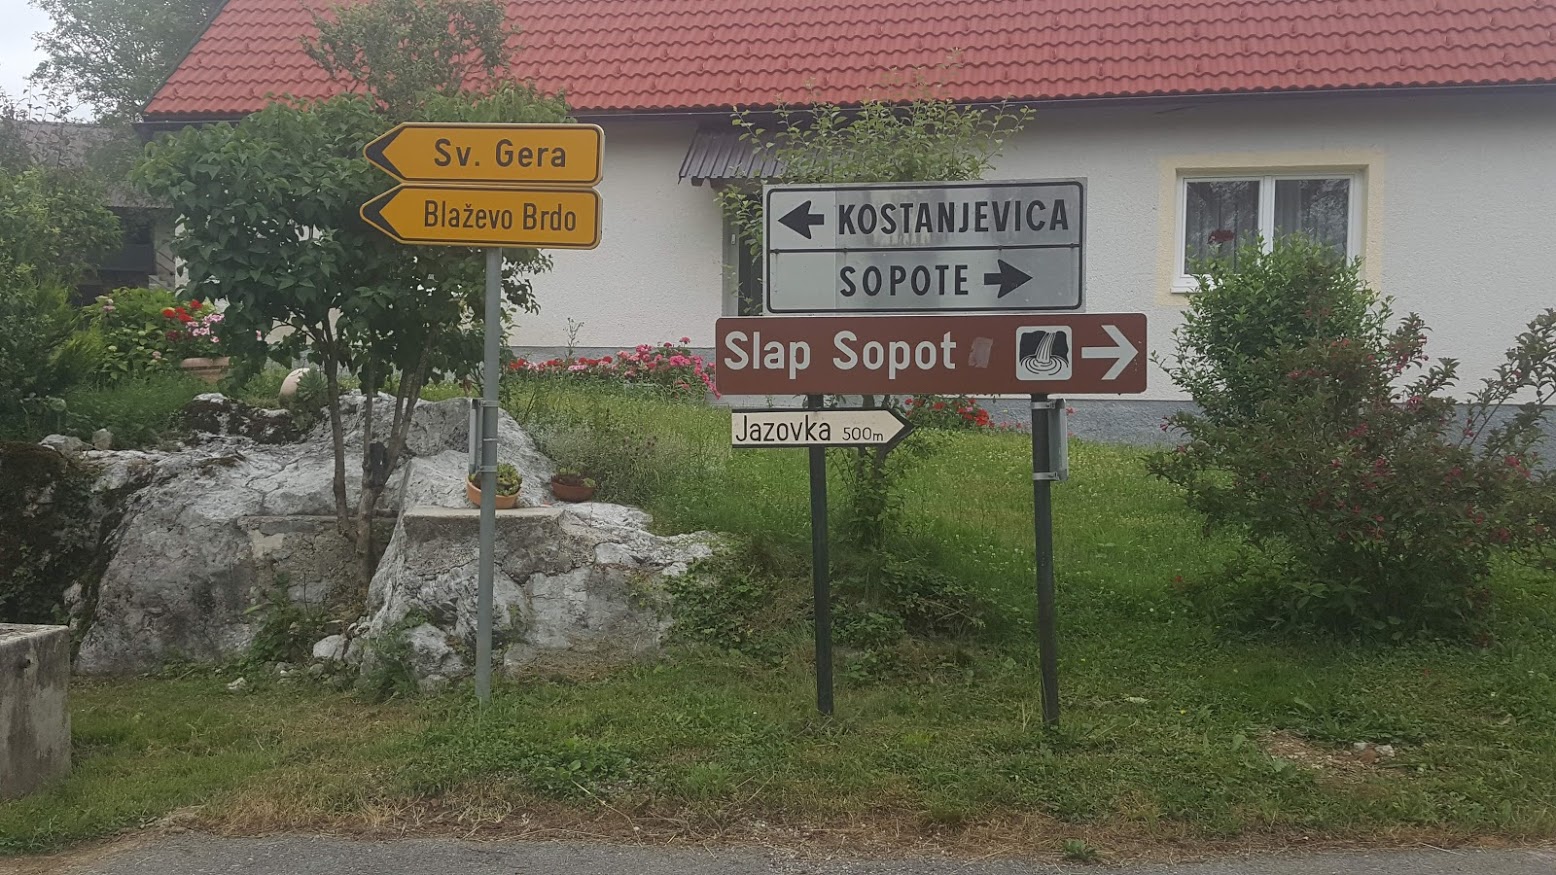 Sv. Gera
Blaževo Brdo
KOSTANJEVICA
SOPOTE
Slap Sopot
Jazovka 500m